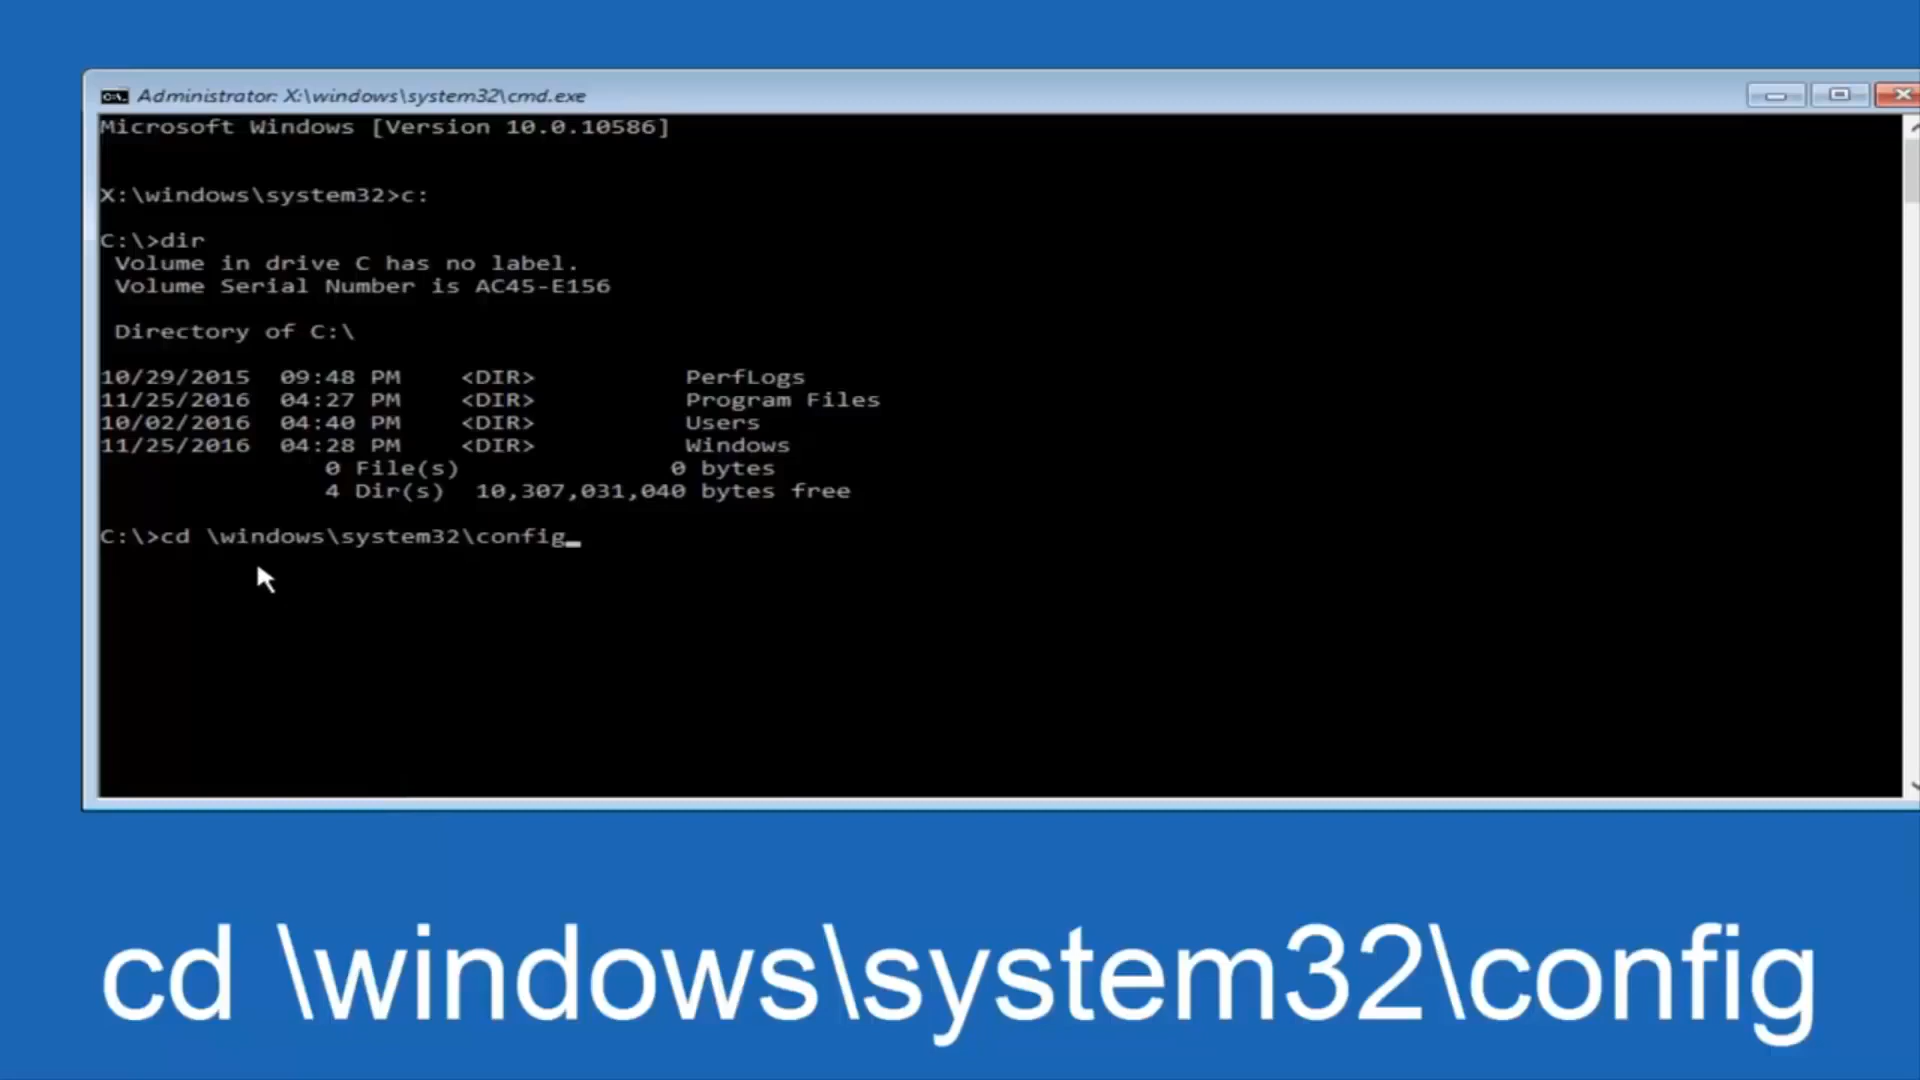 Administrator: X:\windows\system32\cmd.exe
Microsoft Windows [Version 10.0.10586]
X:\windows\system32>c:
C:\>dir
Volume in drive C has no label.
Volume Serial Number is AC45-E156
Directory of C:\
10/29/2015 09:48 PM <DIR> PerfLogs
11/25/2016 04:27 PM <DIR> Program Files
10/02/2016 04:40 PM <DIR> Users
11/25/2016 04:28 PM <DIR> Windows
0 File(s) 0 bytes
4 Dir(s) 10,307,031,040 bytes free
C:\>cd \windows\system32\config_
cd \windows\system32\config